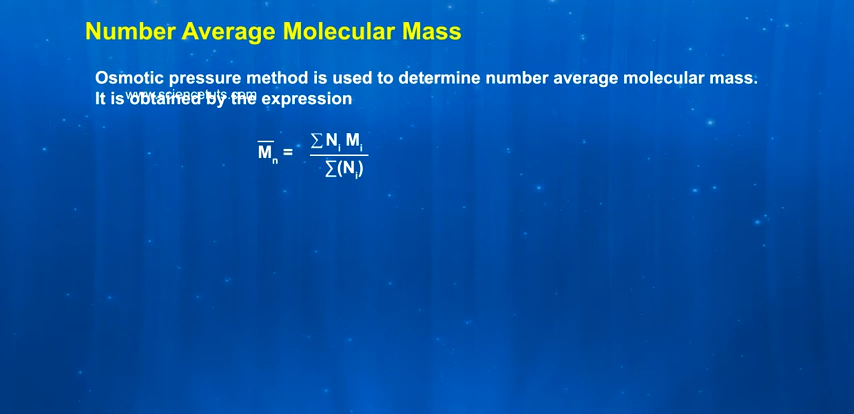 Number Average Molecular Mass
Osmotic pressure method is used to determine number average molecular mass.
www.sciencetuts.com
It is obtained by the expression
M̅ₙ = ∑ Nᵢ Mᵢ / ∑(Nᵢ)